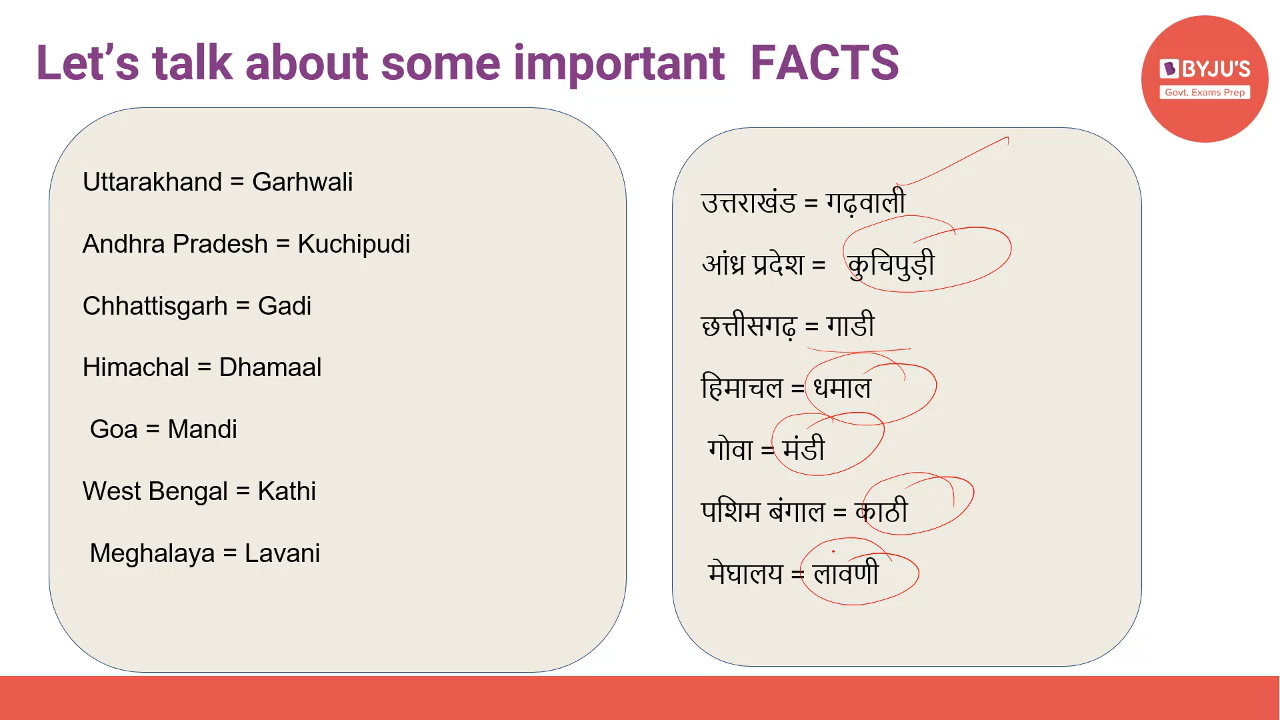 Let's talk about some important FACTS
BYJU'S
Govt. Exams Prep
Uttarakhand = Garhwali
Andhra Pradesh = Kuchipudi
Chhattisgarh = Gadi
Himachal = Dhamaal
Goa = Mandi
West Bengal = Kathi
Meghalaya = Lavani
उत्तराखंड = गढ़वाली
आंध्र प्रदेश = कुचिपुड़ी
छत्तीसगढ़ = गाडी
हिमाचल = धमाल
गोवा = मंडी
पशिम बंगाल = काठी
मेघालय = लावणी